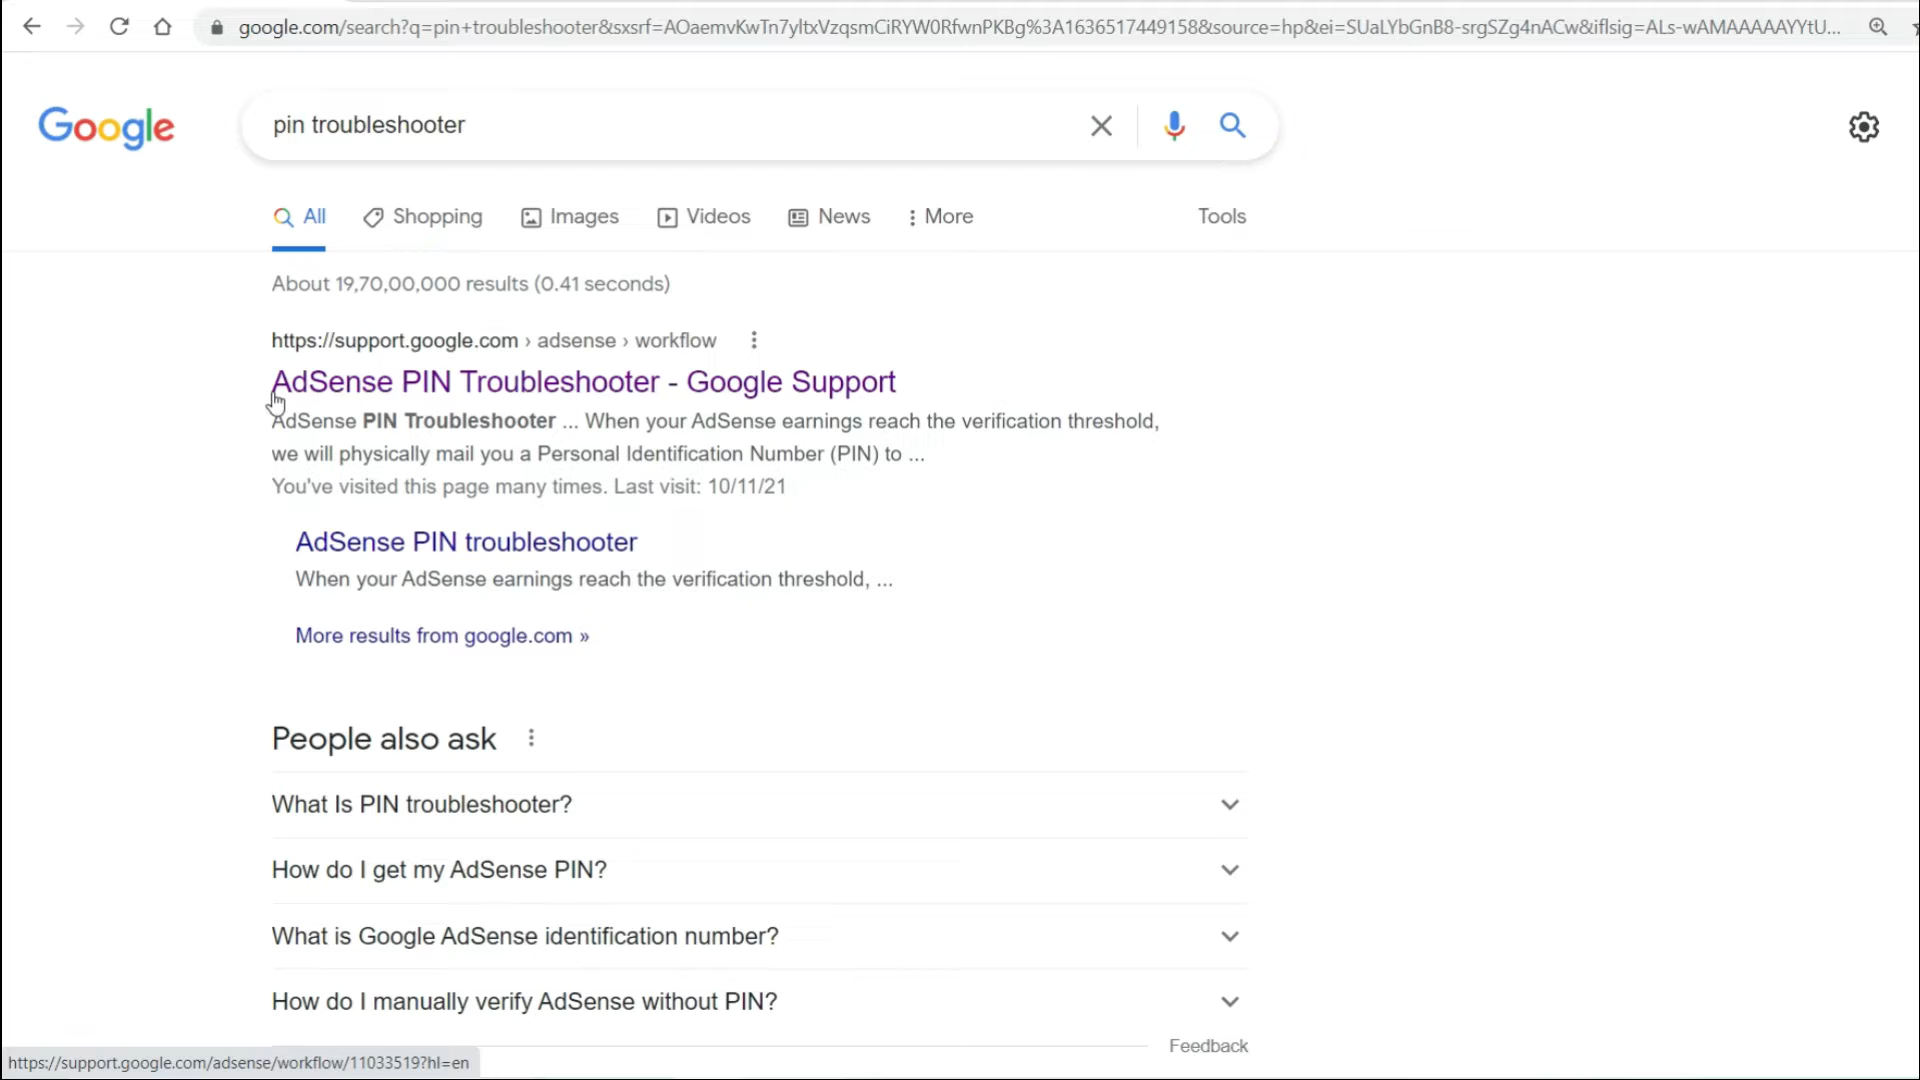 google.com/search?q=pin+troubleshooter&sxsrf=AOaemvKwTn7yltxVzqsmCiRYW0RfwnPKBg%3A1636517449158&source=hp&ei=SUaLYbGnB8-srgSZg4nACw&iflsig=ALs-wAMAAAAAYYtU...
Google
pin troubleshooter
All Shopping Images Videos News More Tools
About 19,70,00,000 results (0.41 seconds)
https://support.google.com › adsense › workflow
AdSense PIN Troubleshooter - Google Support
AdSense PIN Troubleshooter ... When your AdSense earnings reach the verification threshold,
we will physically mail you a Personal Identification Number (PIN) to ...
You've visited this page many times. Last visit: 10/11/21
AdSense PIN troubleshooter
When your AdSense earnings reach the verification threshold, ...
More results from google.com »
People also ask
What Is PIN troubleshooter?
How do I get my AdSense PIN?
What is Google AdSense identification number?
How do I manually verify AdSense without PIN?
Feedback
https://support.google.com/adsense/workflow/11033519?hl=en